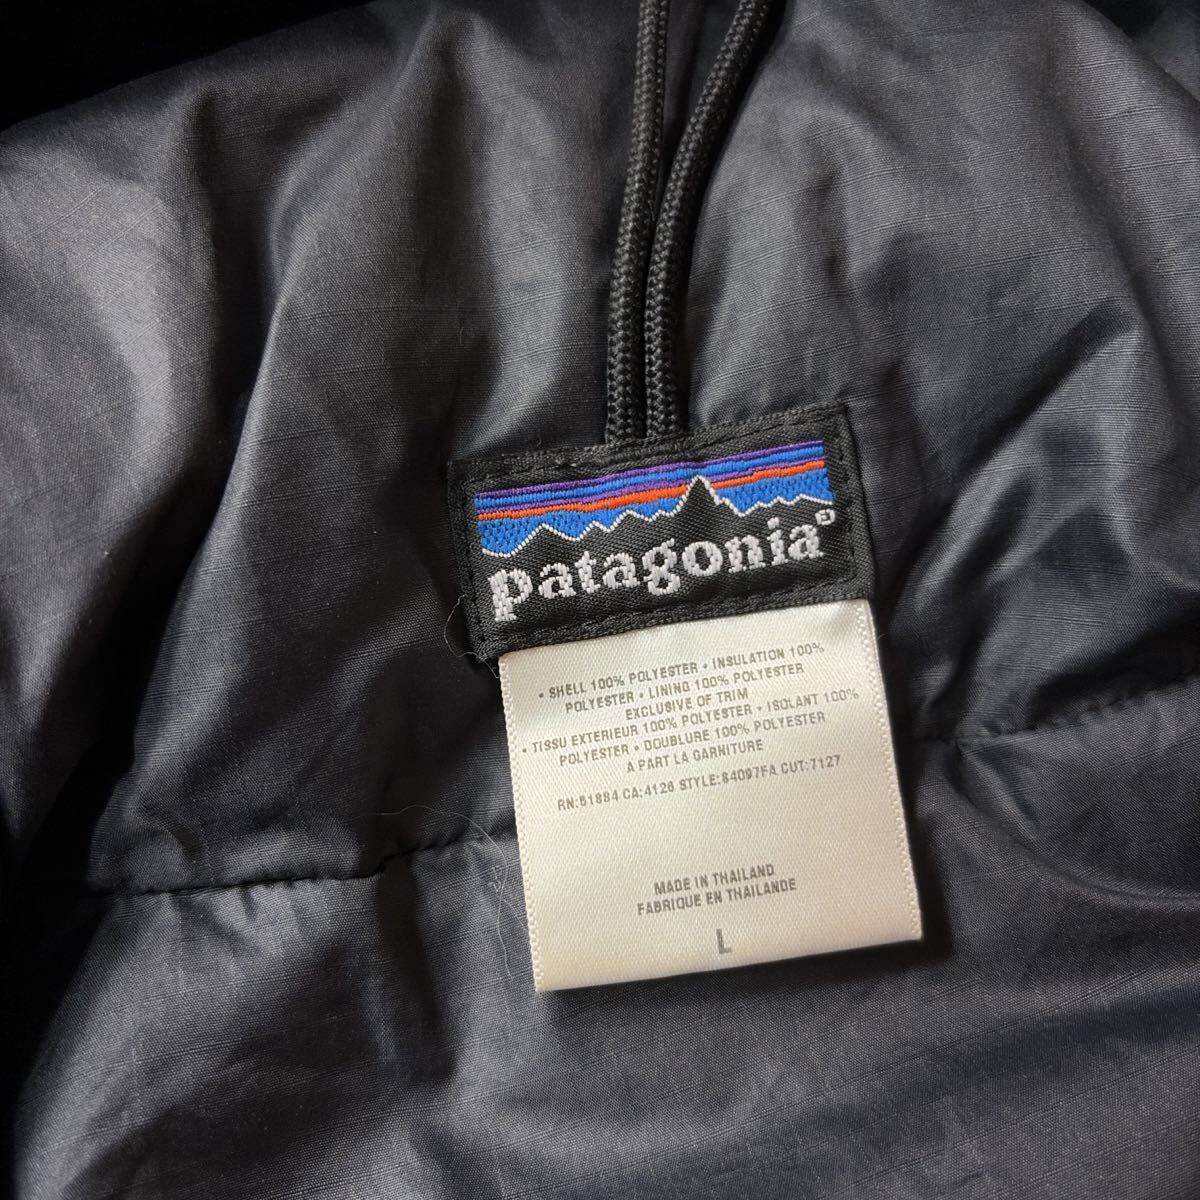 patagonia®
• SHELL 100% POLYESTER • INSULATION 100%
POLYESTER • LINING 100% POLYESTER
EXCLUSIVE OF TRIM
• TISSU EXTERIEUR 100% POLYESTER • ISOLANT 100%
POLYESTER • DOUBLURE 100% POLYESTER
A PART LA GARNITURE
RN:51884 CA:4126 STYLE:84097FA CUT:7127
MADE IN THAILAND
FABRIQUE EN THAILANDE
L